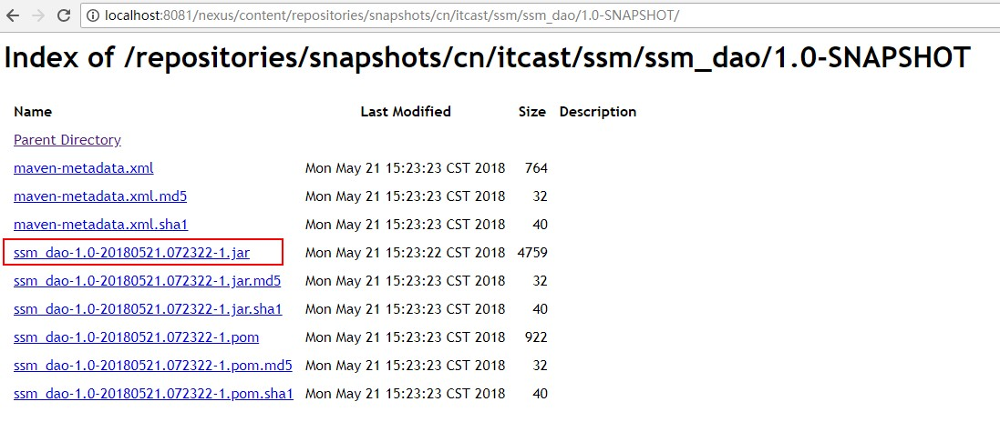 localhost:8081/nexus/content/repositories/snapshots/cn/itcast/ssm/ssm_dao/1.0-SNAPSHOT/
Index of /repositories/snapshots/cn/itcast/ssm/ssm_dao/1.0-SNAPSHOT
Name Last Modified Size Description
Parent Directory
maven-metadata.xml Mon May 21 15:23:23 CST 2018 764
maven-metadata.xml.md5 Mon May 21 15:23:23 CST 2018 32
maven-metadata.xml.sha1 Mon May 21 15:23:23 CST 2018 40
ssm_dao-1.0-20180521.072322-1.jar Mon May 21 15:23:22 CST 2018 4759
ssm_dao-1.0-20180521.072322-1.jar.md5 Mon May 21 15:23:23 CST 2018 32
ssm_dao-1.0-20180521.072322-1.jar.sha1 Mon May 21 15:23:23 CST 2018 40
ssm_dao-1.0-20180521.072322-1.pom Mon May 21 15:23:23 CST 2018 922
ssm_dao-1.0-20180521.072322-1.pom.md5 Mon May 21 15:23:23 CST 2018 32
ssm_dao-1.0-20180521.072322-1.pom.sha1 Mon May 21 15:23:23 CST 2018 40